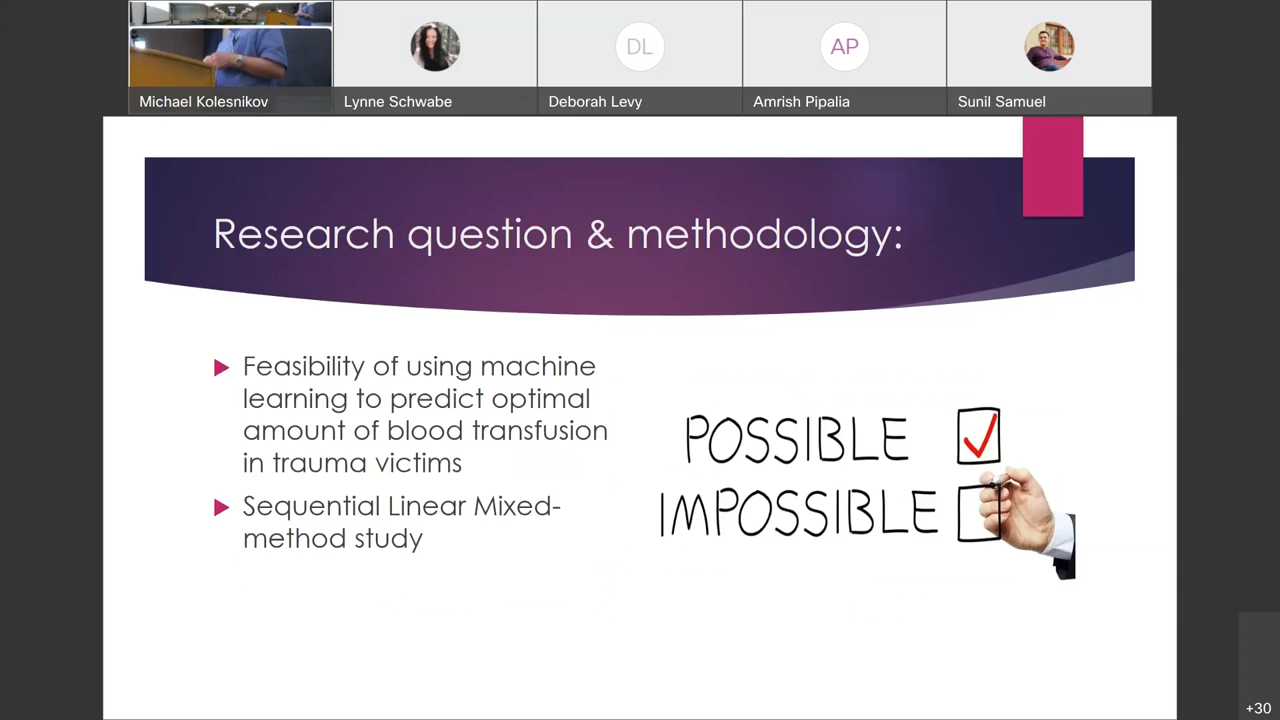 DL
AP
Michael Kolesnikov
Lynne Schwabe
Deborah Levy
Amrish Pipalia
Sunil Samuel
Research question & methodology:
Feasibility of using machine
learning to predict optimal
amount of blood transfusion
in trauma victims
Sequential Linear Mixed-
method study
POSSIBLE
IMPOSSIBLE
+30